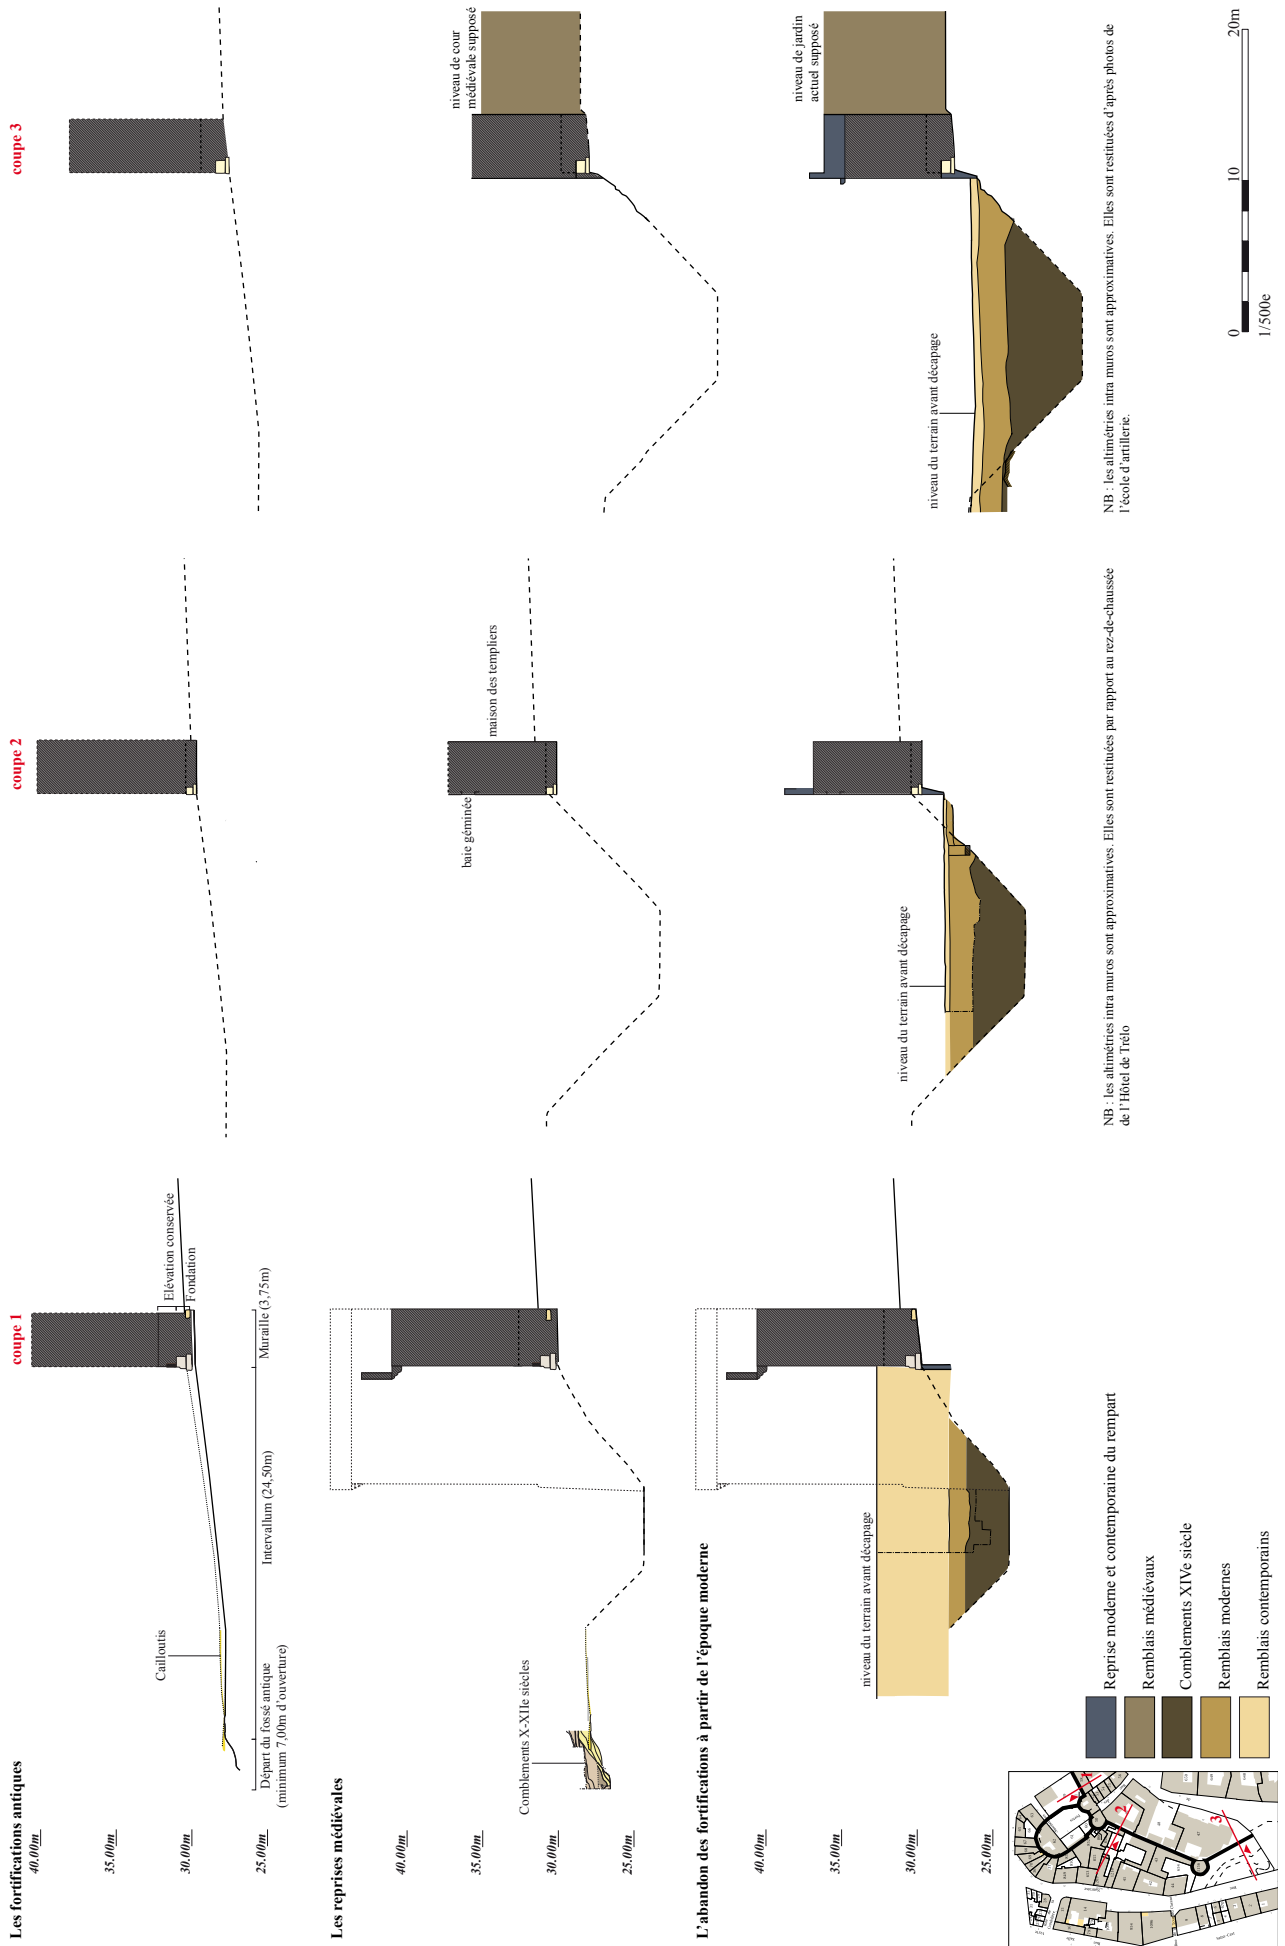 Les fortifications antiques
coupe 1
coupe 2
coupe 3
40.00m
35.00m
30.00m
25.00m
Cailloutis
Elévation conservée
Fondation
Départ du fossé antique
(minimum 7,00m d'ouverture)
Intervallum (24,50m)
Muraille (3,75m)
Les reprises médiévales
40.00m
35.00m
30.00m
25.00m
Comblements X-XIIe siècles
baie géminée
maison des templiers
niveau de cour
médiévale supposé
L'abandon des fortifications à partir de l'époque moderne
40.00m
35.00m
30.00m
25.00m
niveau du terrain avant décapage
niveau du terrain avant décapage
niveau du terrain avant décapage
niveau de jardin
actuel supposé
1
2
3
Reprise moderne et contemporaine du rempart
Remblais médiévaux
Comblements XIVe siècle
Remblais modernes
Remblais contemporains
NB : les altimétries intra muros sont approximatives. Elles sont restituées par rapport au rez-de-chaussée
de l'Hôtel de Trélo
NB : les altimétries intra muros sont approximatives. Elles sont restituées d'après photos de
l'école d'artillerie.
0
10
20m
1/500e